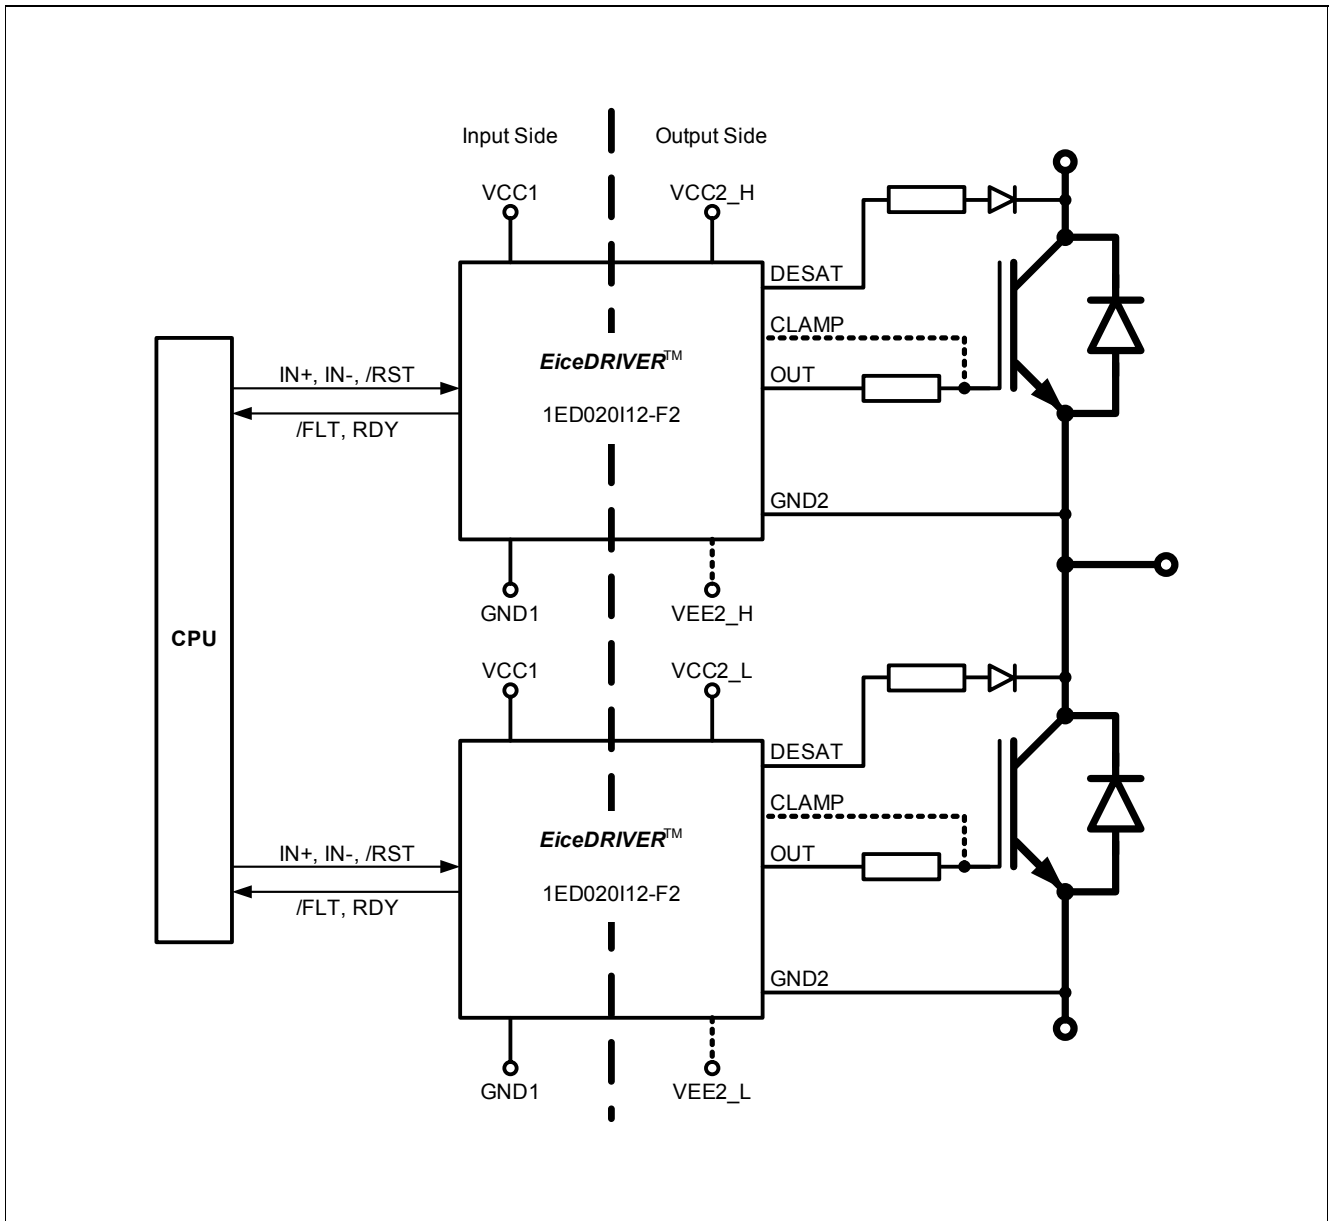 Input Side
Output Side
VCC1
VCC2_H
DESAT
CLAMP
EiceDRIVER™
OUT
IN+, IN-, /RST
1ED020I12-F2
/FLT, RDY
GND2
GND1
VEE2_H
CPU
VCC1
VCC2_L
DESAT
CLAMP
EiceDRIVER™
OUT
IN+, IN-, /RST
1ED020I12-F2
/FLT, RDY
GND2
GND1
VEE2_L